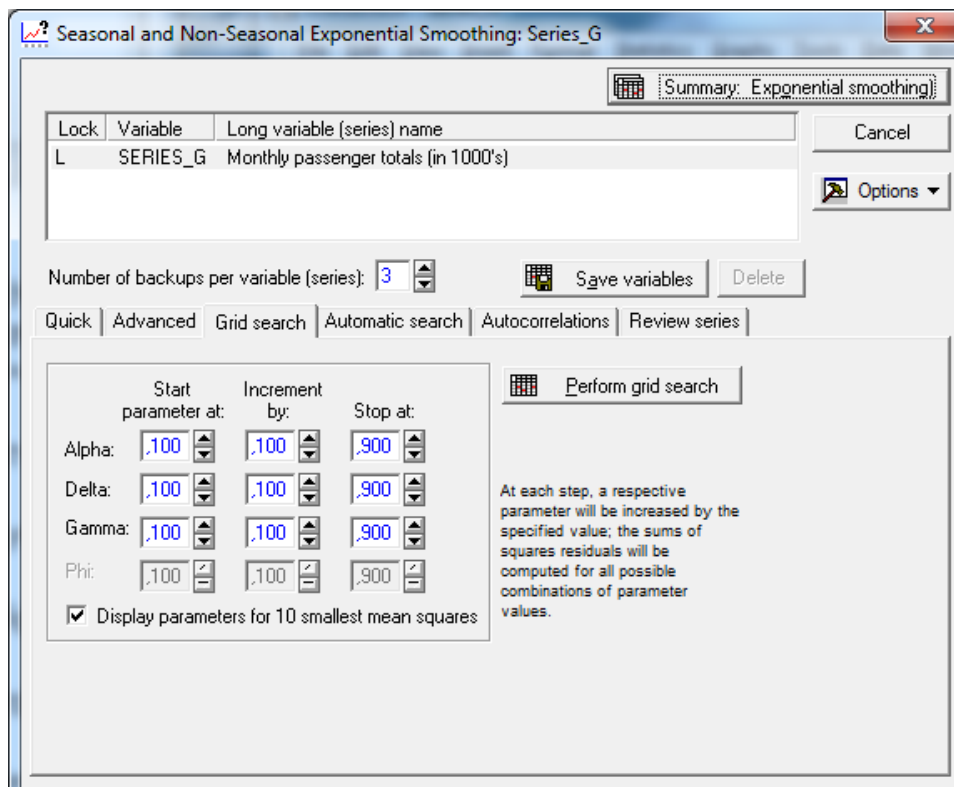 Seasonal and Non-Seasonal Exponential Smoothing: Series_G
Summary: Exponential smoothing)
Lock Variable Long variable (series) name
L SERIES_G Monthly passenger totals (in 1000's)
Cancel
Options
Number of backups per variable (series): 3 Save variables Delete
Quick Advanced Grid search Automatic search Autocorrelations Review series
Start parameter at: Increment by: Stop at:
Alpha: ,100 ,100 ,900
Delta: ,100 ,100 ,900
Gamma: ,100 ,100 ,900
Phi: ,100 ,100 ,900
Display parameters for 10 smallest mean squares
Perform grid search
At each step, a respective
parameter will be increased by the
specified value; the sums of
squares residuals will be
computed for all possible
combinations of parameter
values.